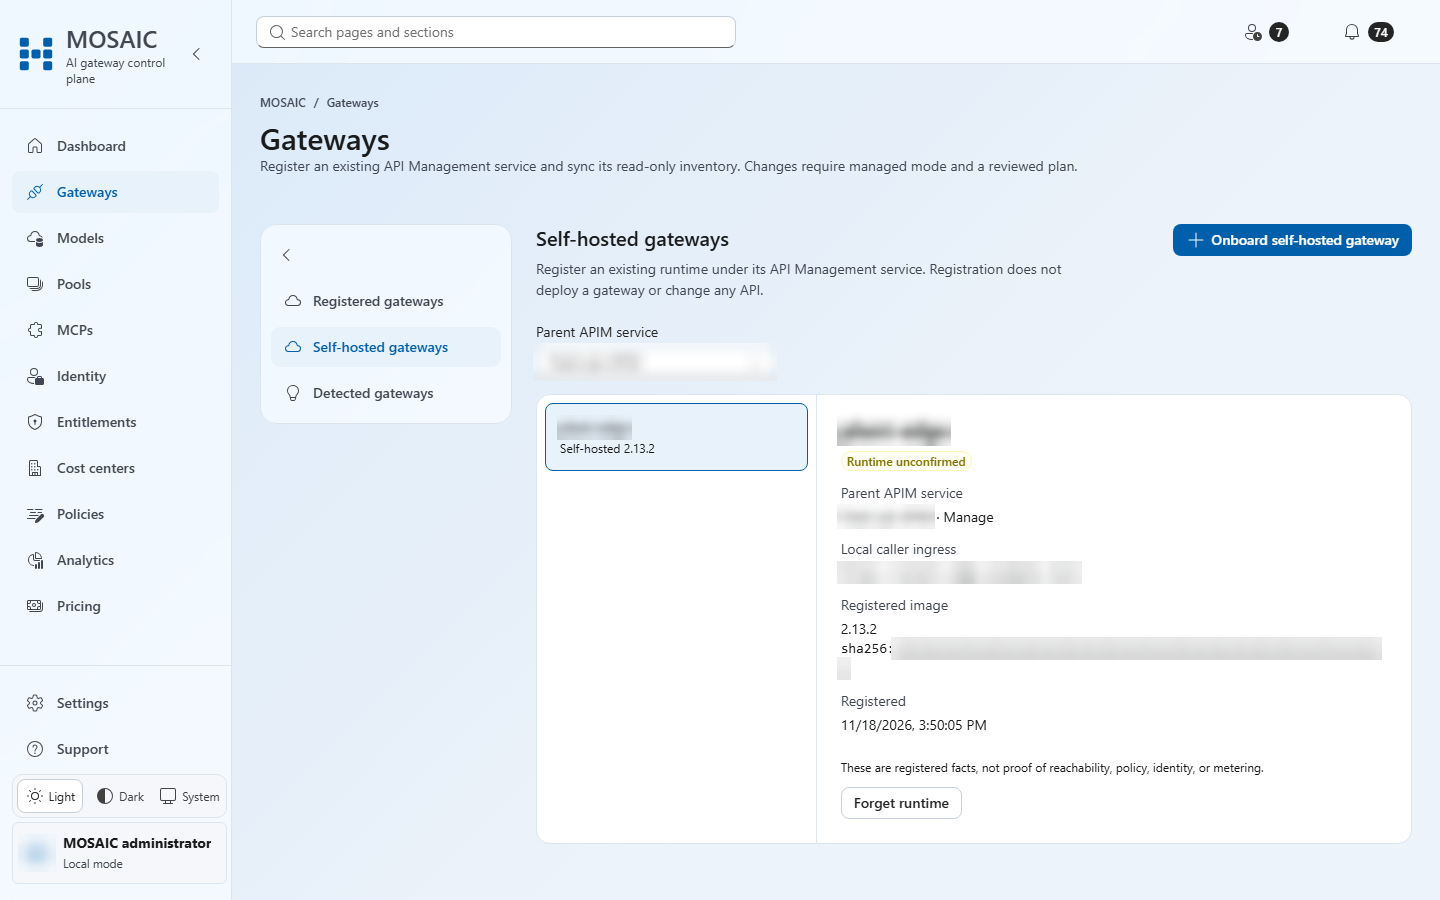 MOSAIC
AI gateway control
plane
Search pages and sections
7
74
Dashboard
Gateways
Models
Pools
MCPs
Identity
Entitlements
Cost centers
Policies
Analytics
Pricing
Settings
Support
Light
Dark
System
MOSAIC administrator
Local mode
MOSAIC / Gateways
Gateways
Register an existing API Management service and sync its read-only inventory. Changes require managed mode and a reviewed plan.
Registered gateways
Self-hosted gateways
Detected gateways
Self-hosted gateways
Onboard self-hosted gateway
Register an existing runtime under its API Management service. Registration does not
deploy a gateway or change any API.
Parent APIM service
Self-hosted 2.13.2
Runtime unconfirmed
Parent APIM service
· Manage
Local caller ingress
Registered image
2.13.2
sha256:
Registered
11/18/2026, 3:50:05 PM
These are registered facts, not proof of reachability, policy, identity, or metering.
Forget runtime